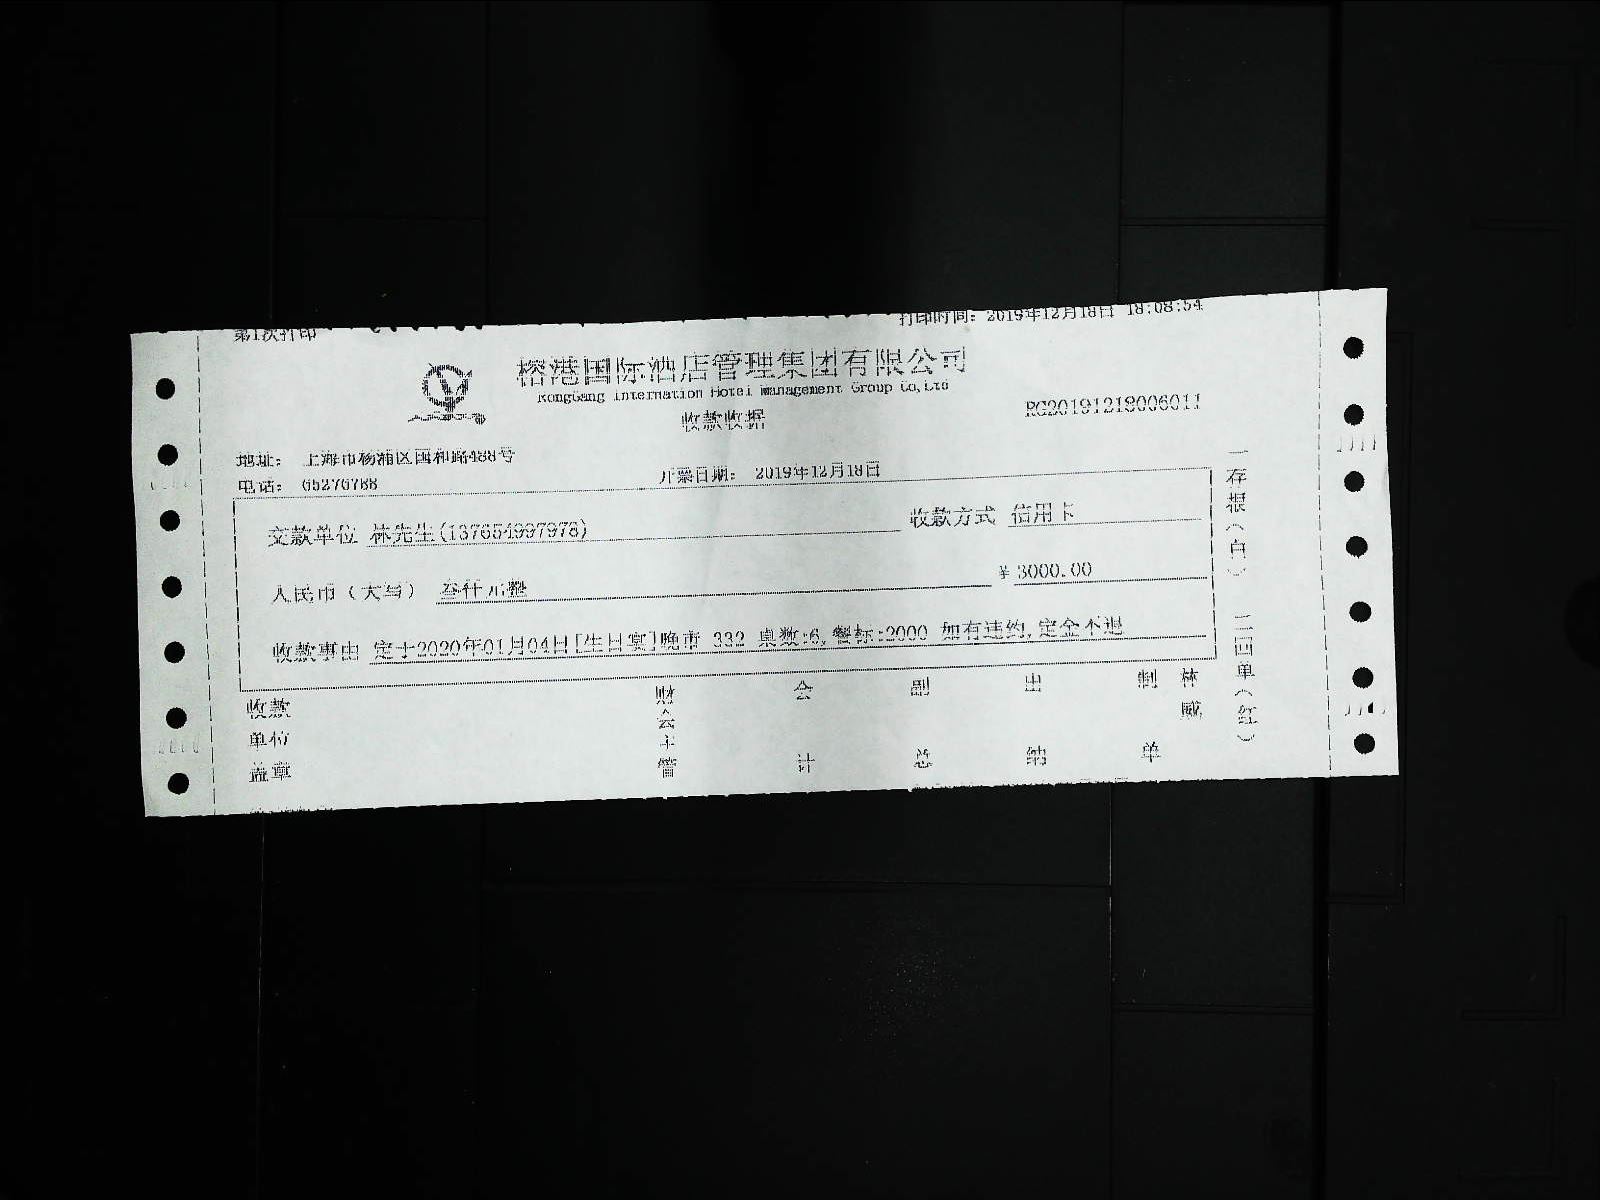 第1次打印
打印时间: 2019年12月18日 18:08:54
榕港国际酒店管理集团有限公司
RongGang Internation Hotel Management Group Co,Ltd
收款收据
RG20191218006011
地址: 上海市杨浦区国和路488号
电话: 65276788
开票日期: 2019年12月18日
交款单位 林先生(137654997978)
收款方式 信用卡
人民币(大写) 叁仟元整
¥ 3000.00
收款事由 定于2020年01月04日[生日宴]晚市 332 桌数:6,餐标:2000 如有违约,定金不退
收款单位盖章
财会主管
会计
副总
出纳
制单
林威
一存根(白) 二回单(红)